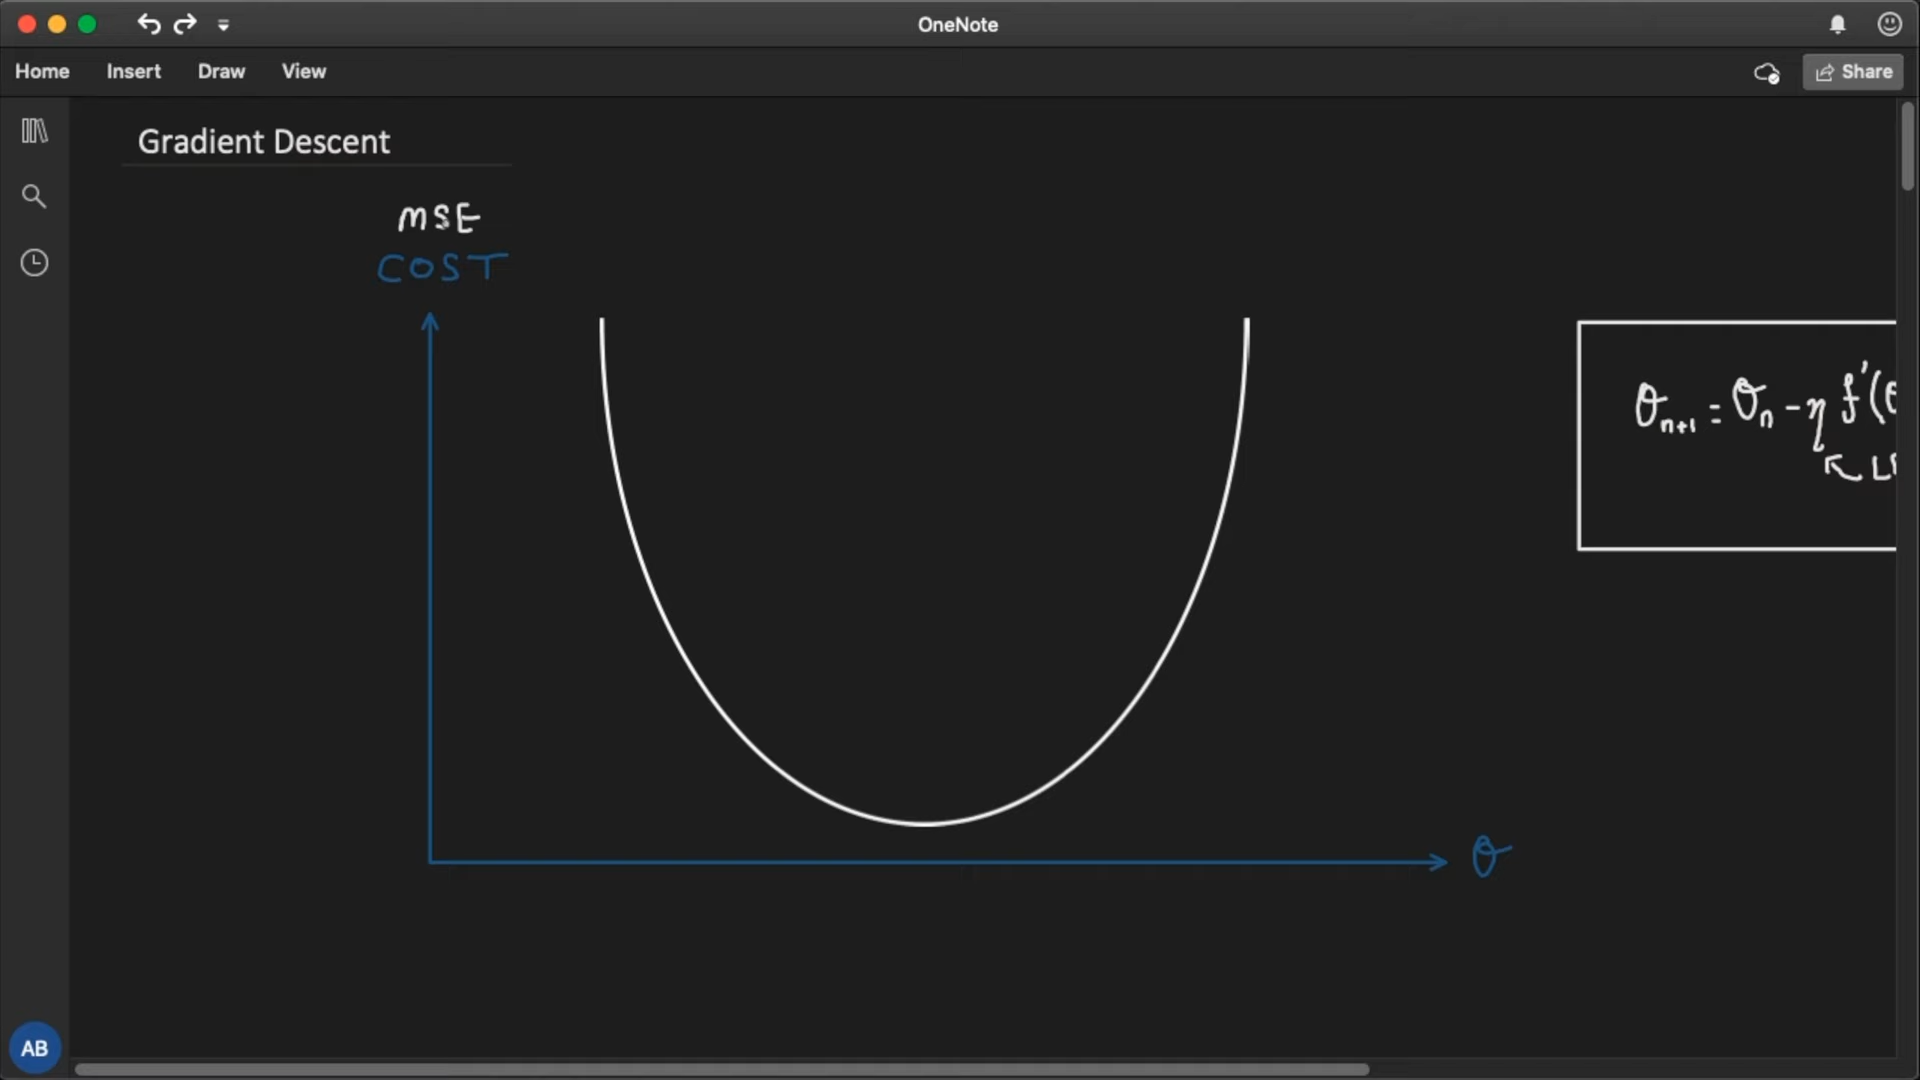 OneNote
Home Insert Draw View Share
Gradient Descent
MSE
COST
θn+1 = θn - η f'(θ
θ
AB